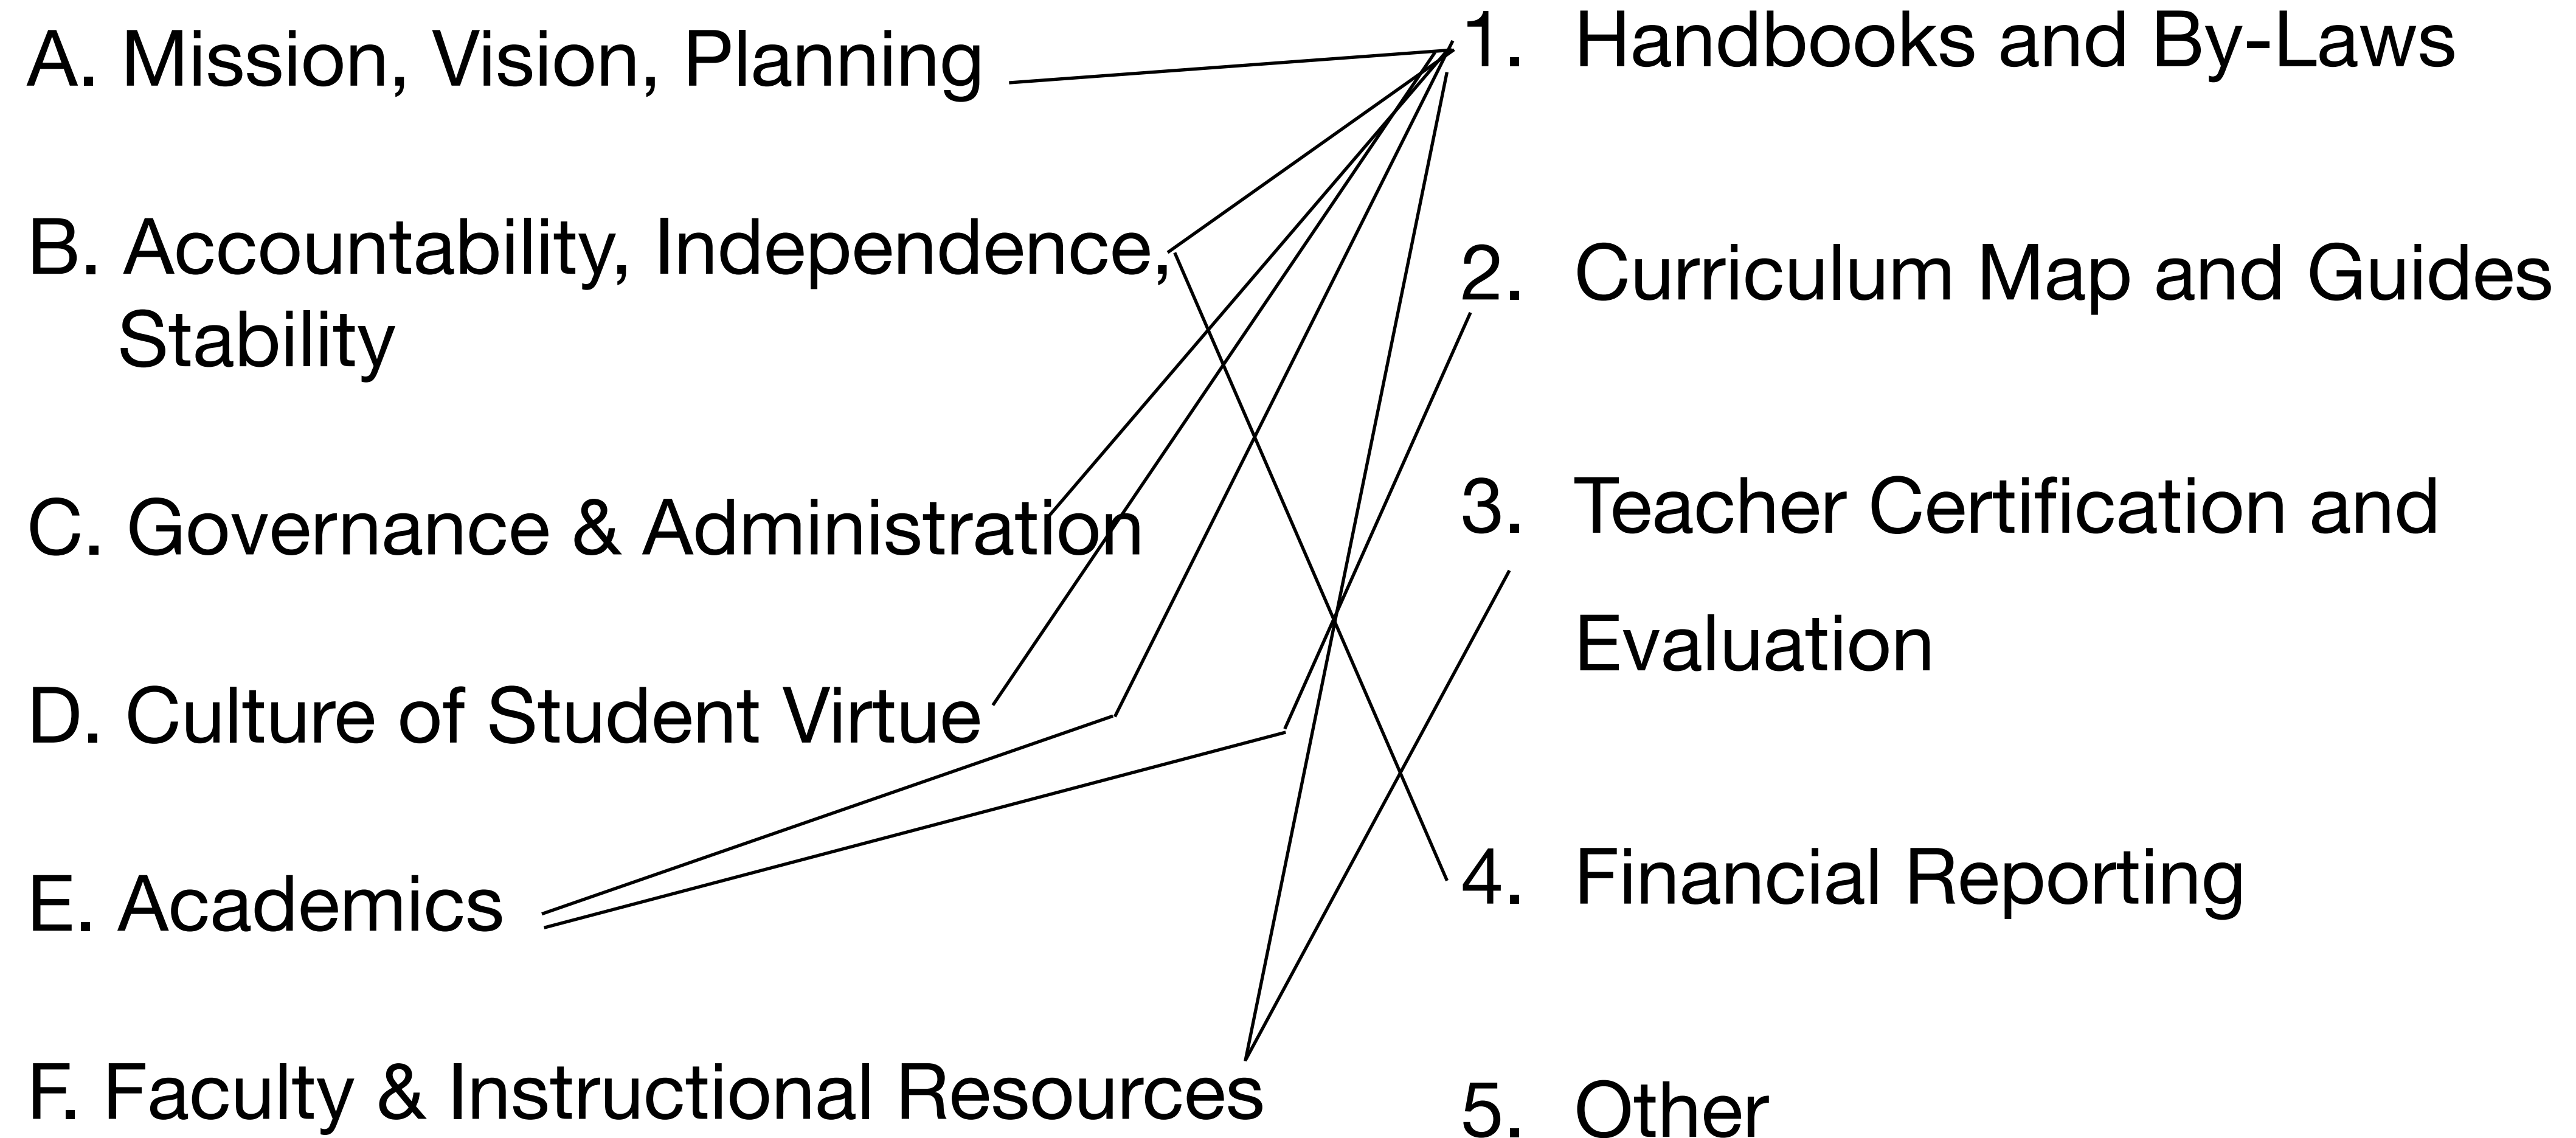 A. Mission, Vision, Planning
B. Accountability, Independence,
Stability
C. Governance & Administration
D. Culture of Student Virtue
E. Academics
F. Faculty & Instructional Resources
1. Handbooks and By-Laws
2. Curriculum Map and Guides
3. Teacher Certification and
Evaluation
4. Financial Reporting
5. Other